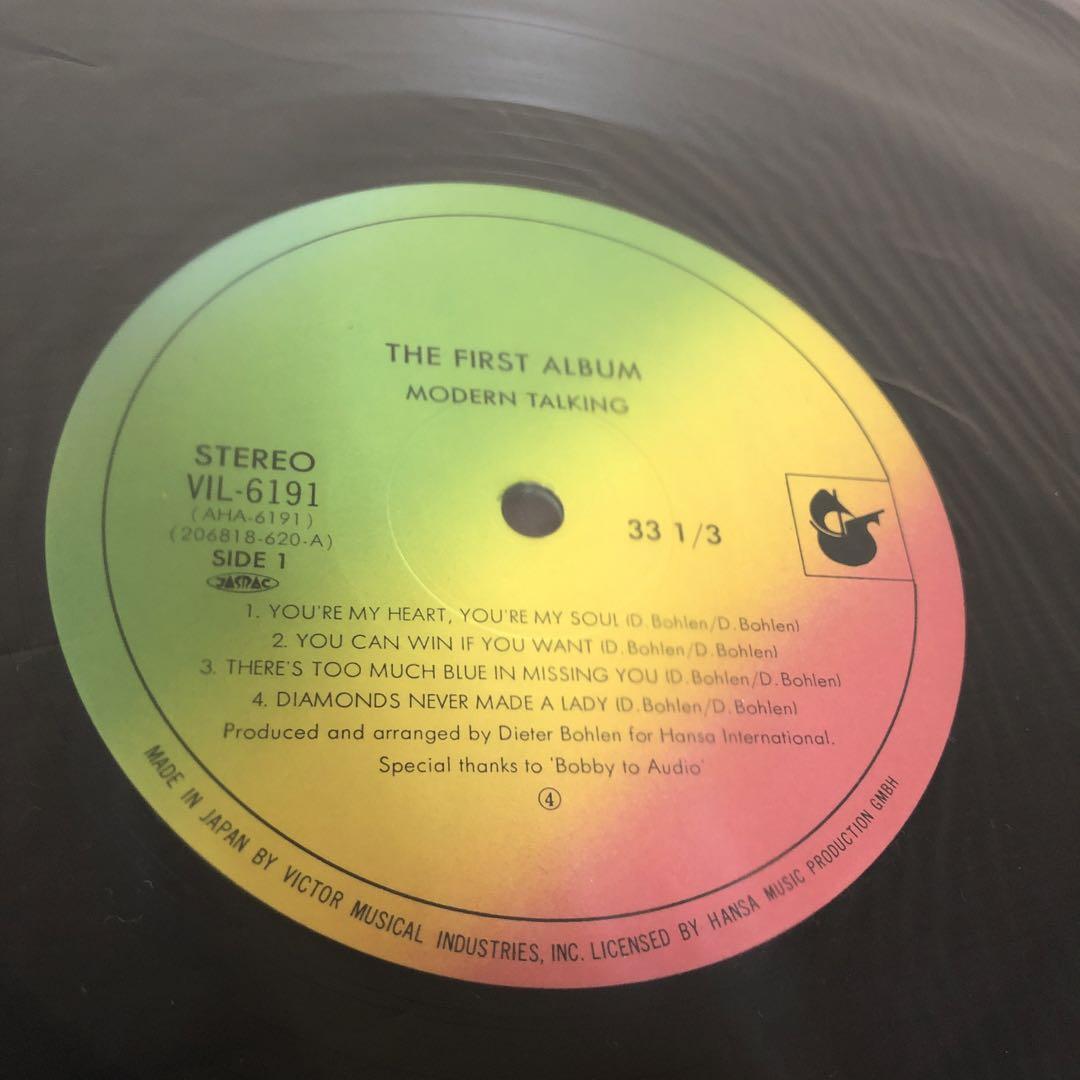 THE FIRST ALBUM
MODERN TALKING
STEREO
VIL-6191
(AHA-6191)
(206818-620-A)
SIDE 1
JASRAC
33 1/3
1. YOU'RE MY HEART, YOU'RE MY SOUL (D.Bohlen/D.Bohlen)
2. YOU CAN WIN IF YOU WANT (D.Bohlen/D.Bohlen)
3. THERE'S TOO MUCH BLUE IN MISSING YOU (D.Bohlen/D.Bohlen)
4. DIAMONDS NEVER MADE A LADY (D.Bohlen/D.Bohlen)
Produced and arranged by Dieter Bohlen for Hansa International.
Special thanks to 'Bobby to Audio'
④
MADE IN JAPAN BY VICTOR MUSICAL INDUSTRIES, INC. LICENSED BY HANSA MUSIC PRODUCTION GMBH